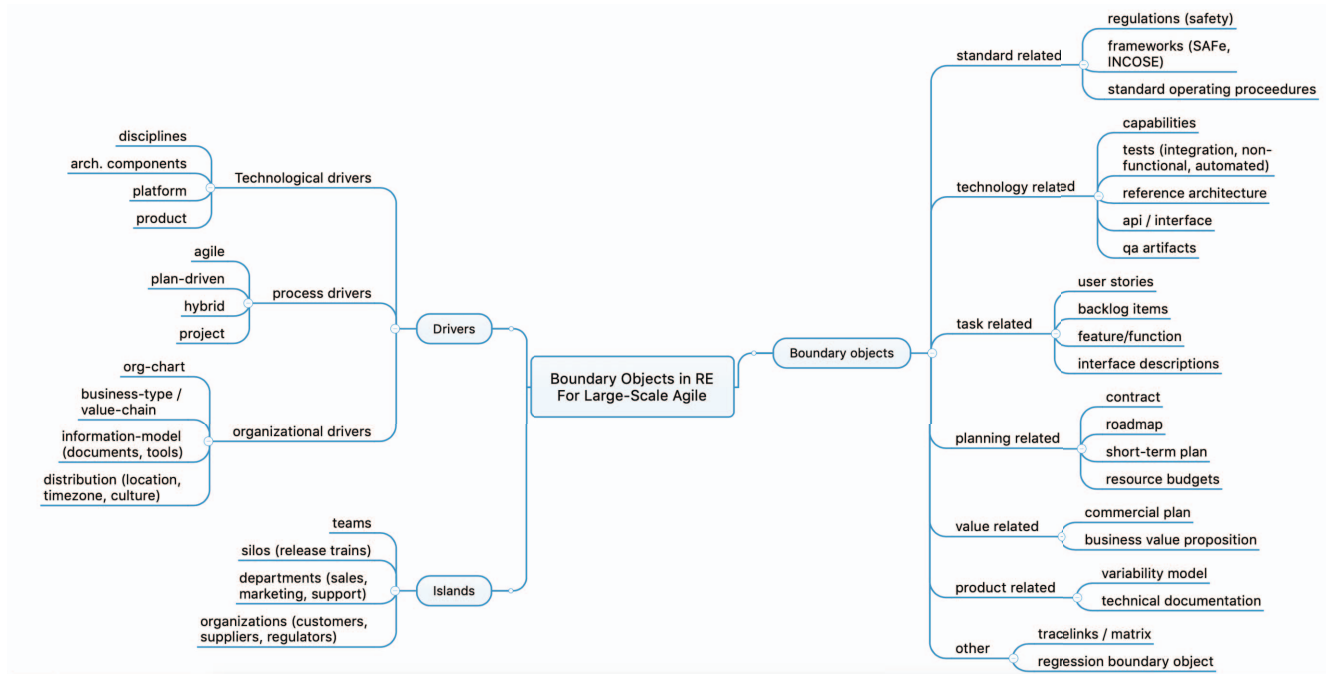 Boundary Objects in RE
For Large-Scale Agile
Drivers
Technological drivers
disciplines
arch. components
platform
product
process drivers
agile
plan-driven
hybrid
project
organizational drivers
org-chart
business-type /
value-chain
information-model
(documents, tools)
distribution (location,
timezone, culture)
Islands
teams
silos (release trains)
departments (sales,
marketing, support)
organizations (customers,
suppliers, regulators)
Boundary objects
standard related
regulations (safety)
frameworks (SAFe,
INCOSE)
standard operating proceedures
technology related
capabilities
tests (integration, non-
functional, automated)
reference architecture
api / interface
qa artifacts
task related
user stories
backlog items
feature/function
interface descriptions
planning related
contract
roadmap
short-term plan
resource budgets
value related
commercial plan
business value proposition
product related
variability model
technical documentation
other
tracelinks / matrix
regression boundary object